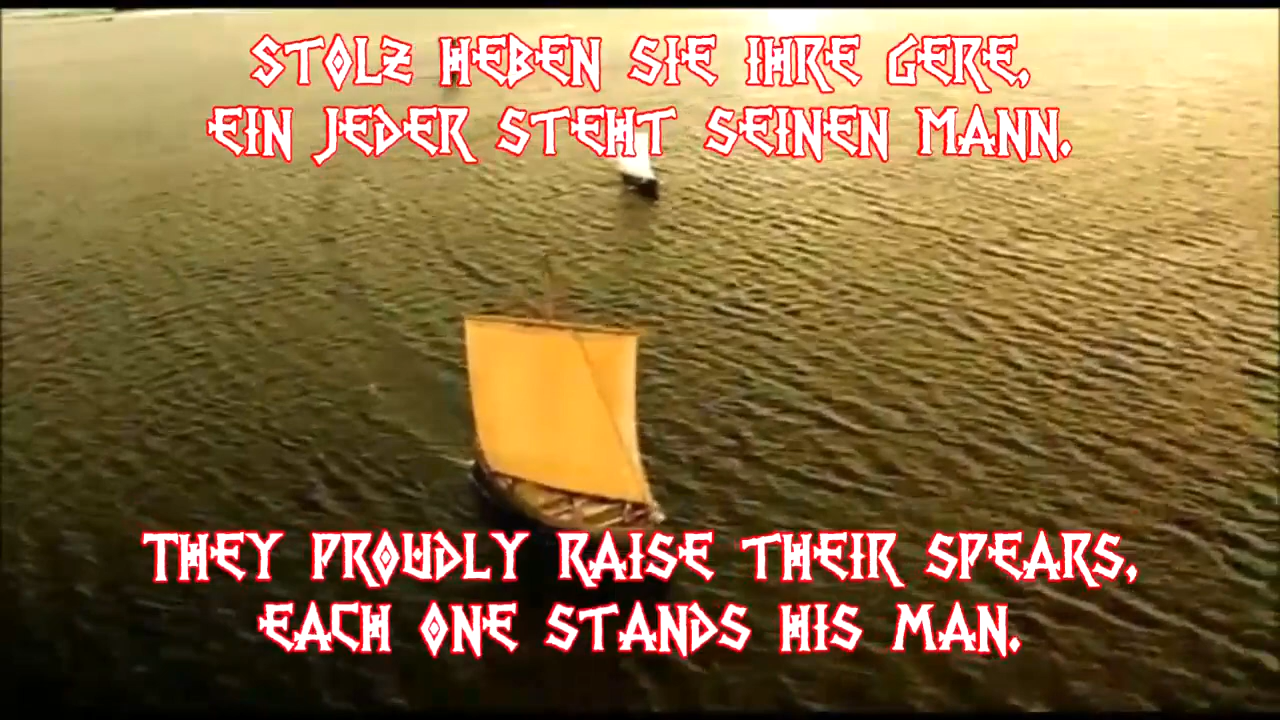 STOLZ HEBEN SIE IHRE GERE,
EIN JEDER STEHT SEINEN MANN.
THEY PROUDLY RAISE THEIR SPEARS,
EACH ONE STANDS HIS MAN.